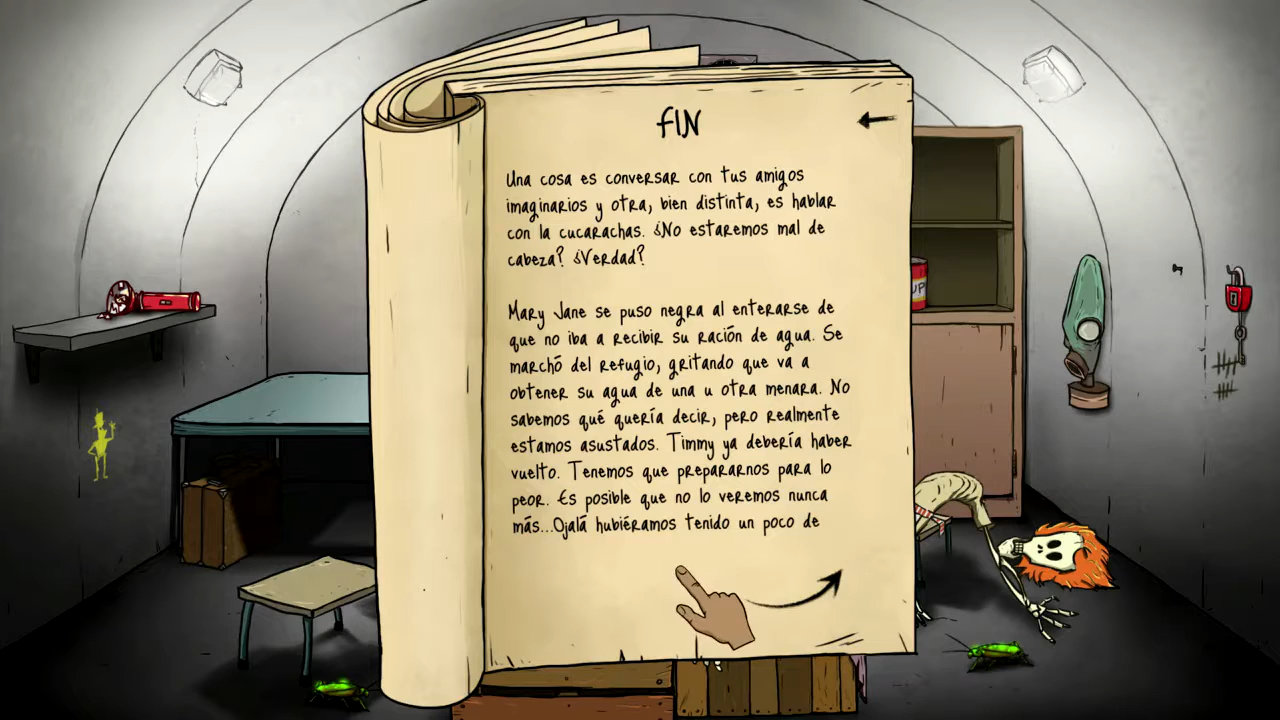 FIN
Una cosa es conversar con tus amigos
imaginarios y otra, bien distinta, es hablar
con la cucarachas. ¿No estaremos mal de
cabeza? ¿Verdad?
Mary Jane se puso negra al enterarse de
que no iba a recibir su ración de agua. Se
marchó del refugio, gritando que va a
obtener su agua de una u otra menara. No
sabemos qué quería decir, pero realmente
estamos asustados. Timmy ya debería haber
vuelto. Tenemos que prepararnos para lo
peor. Es posible que no lo veremos nunca
más...Ojalá hubiéramos tenido un poco de